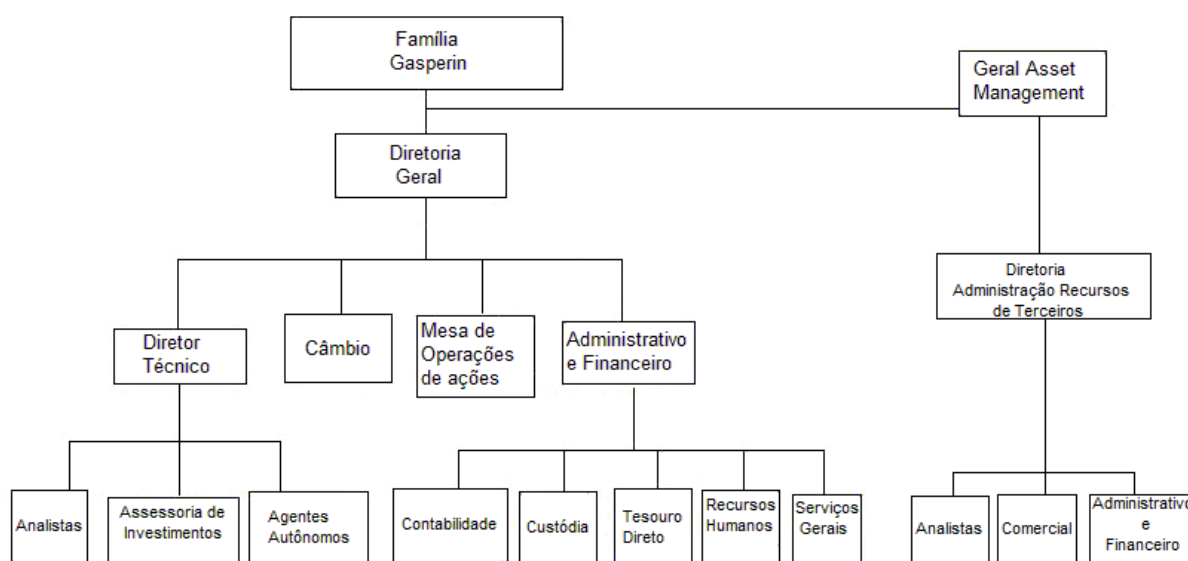 Família
Gasperin
Geral Asset
Management
Diretoria
Geral
Diretoria
Administração Recursos
de Terceiros
Diretor
Técnico
Câmbio
Mesa de
Operações
de ações
Administrativo
e Financeiro
Analistas
Assessoria de
Investimentos
Agentes
Autônomos
Contabilidade
Custódia
Tesouro
Direto
Recursos
Humanos
Serviços
Gerais
Analistas
Comercial
Administrativo
e
Financeiro